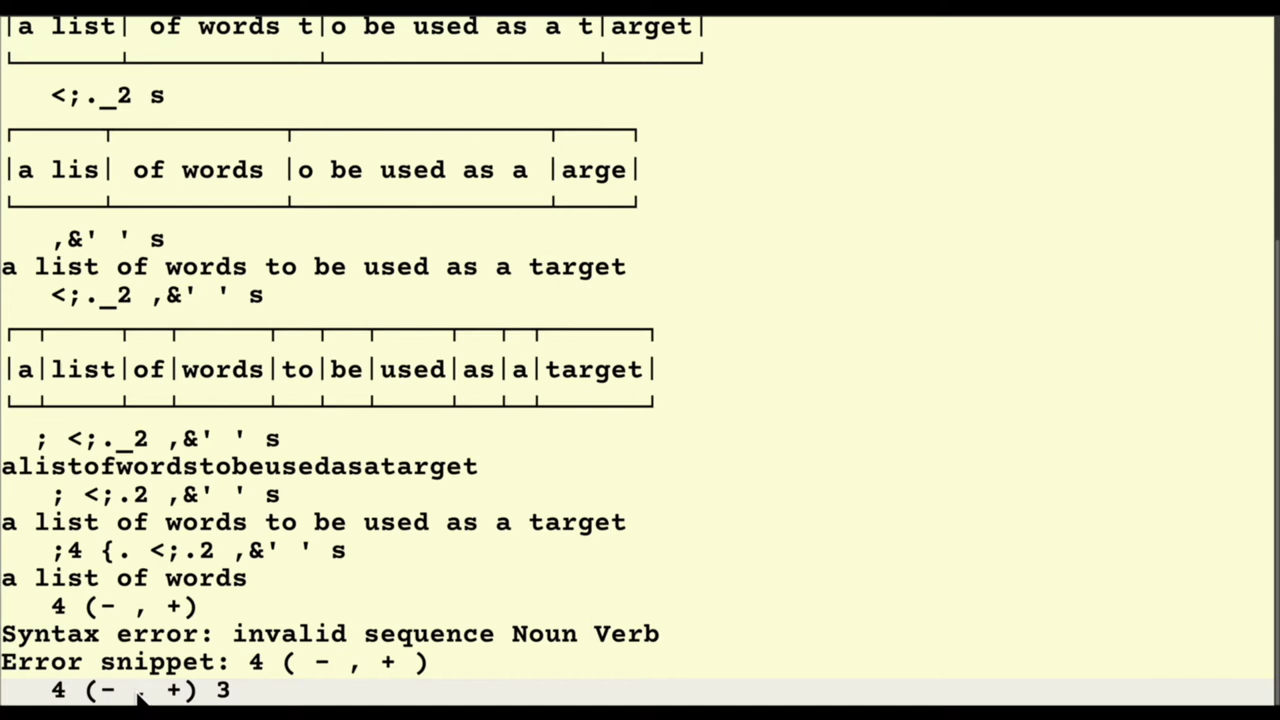 |a list| of words t|o be used as a t|arget|
<;._2 s
|a lis| of words |o be used as a |arge|
,&' ' s
a list of words to be used as a target
<;._2 ,&' ' s
|a|list|of|words|to|be|used|as|a|target|
; <;._2 ,&' ' s
alistofwordstobeusedasatarget
; <;.2 ,&' ' s
a list of words to be used as a target
;4 {. <;.2 ,&' ' s
a list of words
4 (- , +)
Syntax error: invalid sequence Noun Verb
Error snippet: 4 ( - , + )
4 (- , +) 3